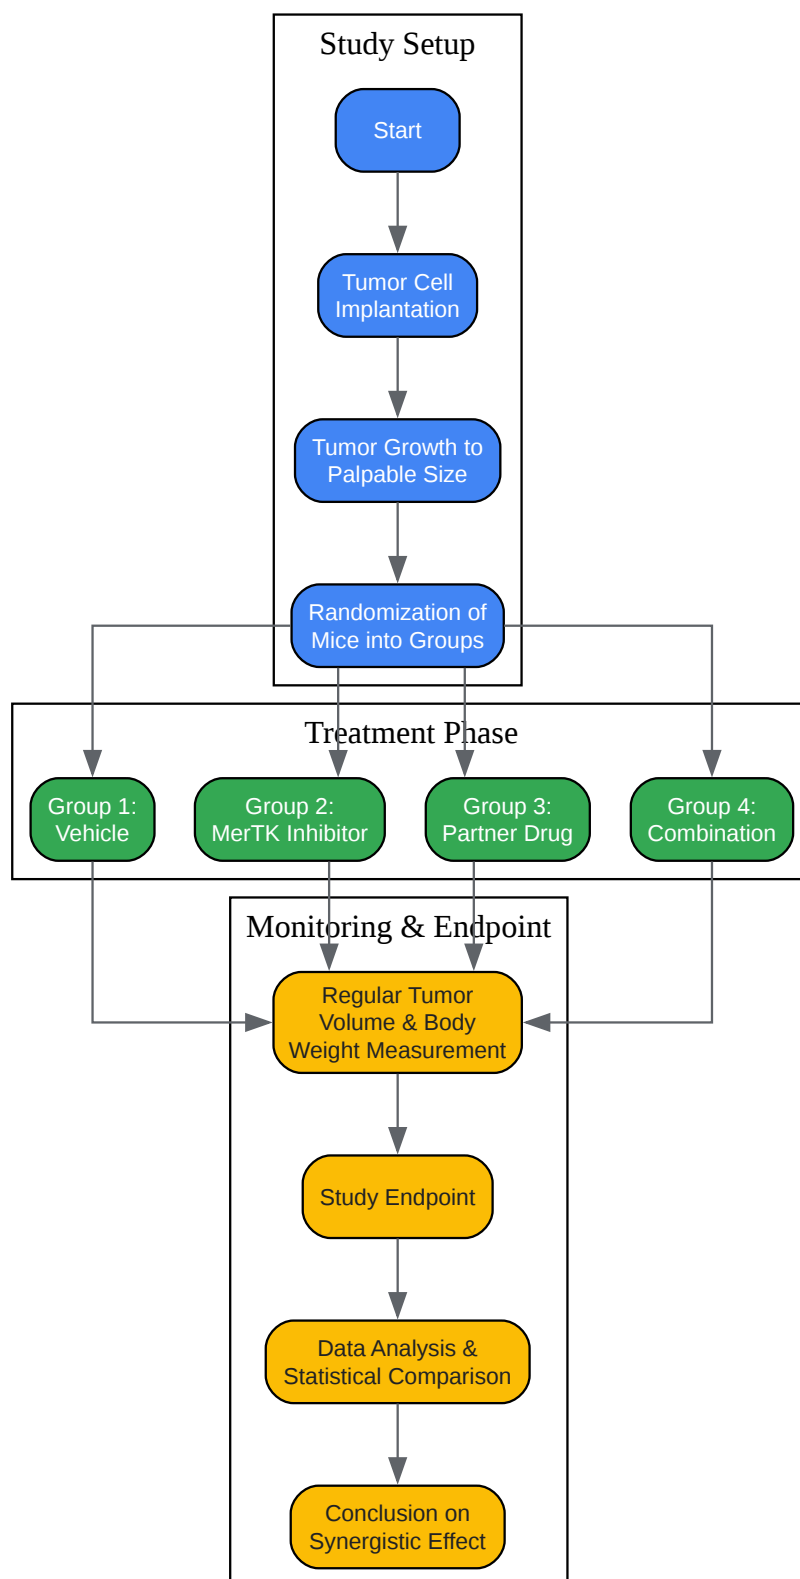 Study Setup
Start
Tumor Cell
Implantation
Tumor Growth to
Palpable Size
Randomization of
Mice into Groups
Treatment Phase
Group 1:
Vehicle
Group 2:
MerTK Inhibitor
Group 3:
Partner Drug
Group 4:
Combination
Monitoring & Endpoint
Regular Tumor
Volume & Body
Weight Measurement
Study Endpoint
Data Analysis &
Statistical Comparison
Conclusion on
Synergistic Effect